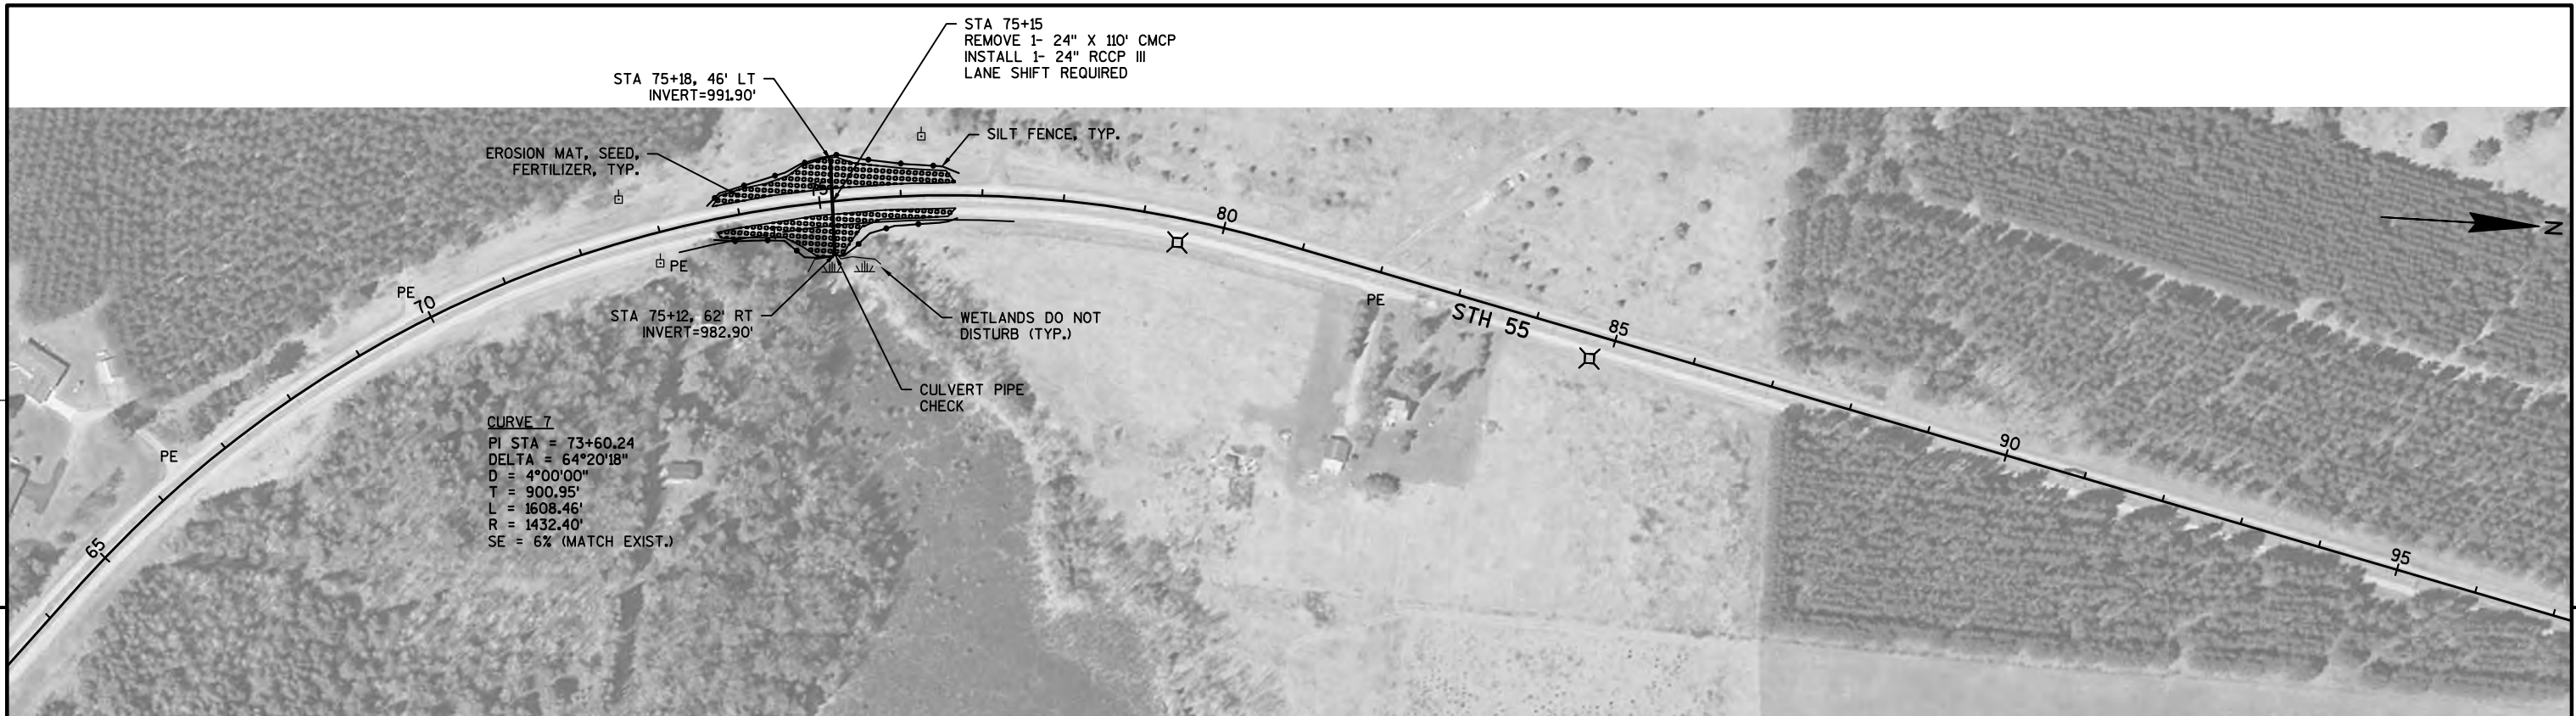 STA 75+15
REMOVE 1- 24" X 110' CMCP
INSTALL 1- 24" RCCP III
LANE SHIFT REQUIRED
STA 75+18, 46' LT
INVERT=991.90'
SILT FENCE, TYP.
EROSION MAT, SEED,
FERTILIZER, TYP.
75
80
N
PE
PE
70
PE
STH 55
85
STA 75+12, 62' RT
INVERT=982.90'
WETLANDS DO NOT
DISTURB (TYP.)
CULVERT PIPE
CHECK
CURVE 7
PI STA = 73+60.24
DELTA = 64°20'18"
D = 4°00'00"
T = 900.95'
L = 1608.46'
R = 1432.40'
SE = 6% (MATCH EXIST.)
PE
90
65
95